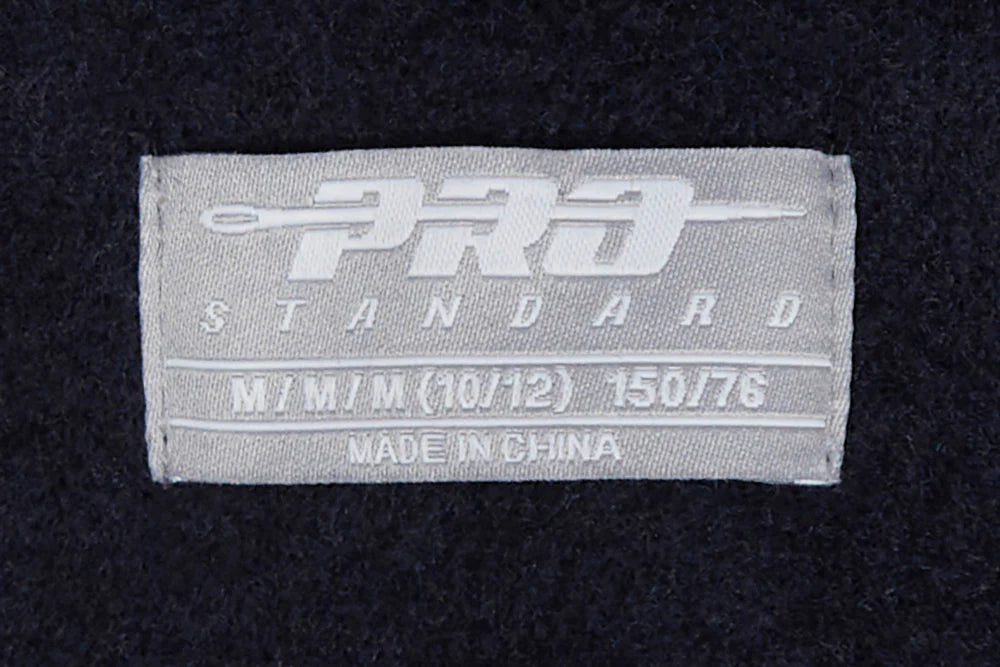 PRO
STANDARD
M/M/M (10/12) 150/76
MADE IN CHINA